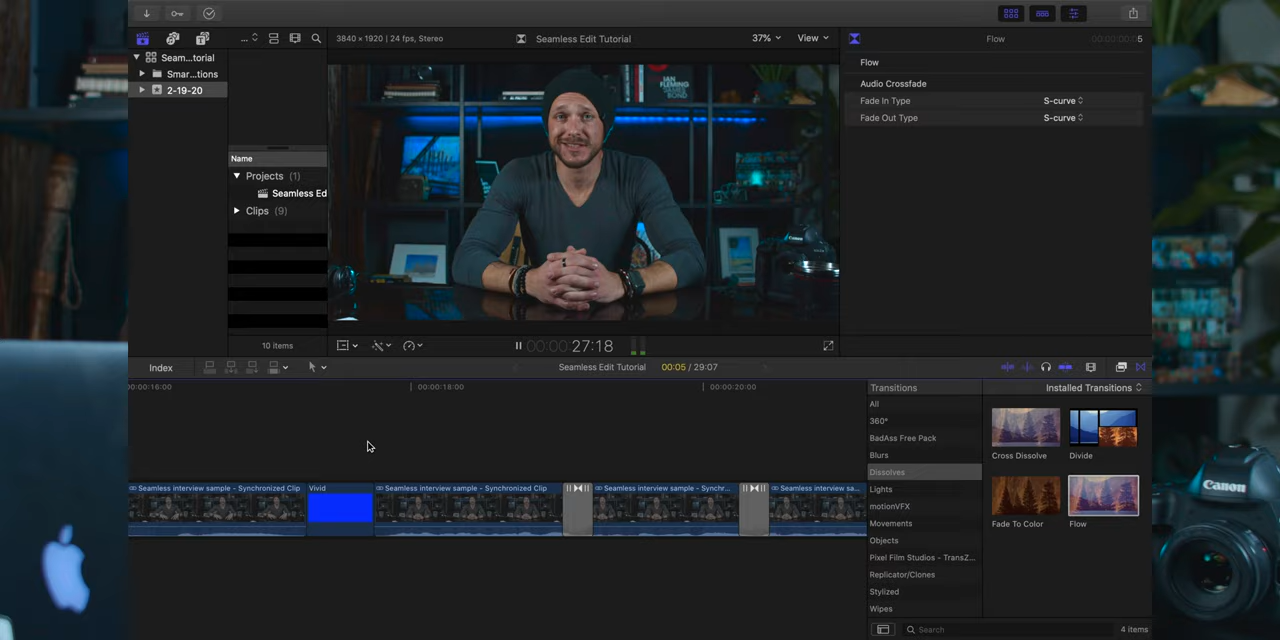 ... 
3840 × 1920 | 24 fps, Stereo
Seamless Edit Tutorial
37%
View
Flow
5
Seam...torial
Smar...tions
2-19-20
Name
Projects (1)
Seamless Ed
Clips (9)
10 items
SAN
FLEMING
Canon
27:18
Flow
Audio Crossfade
Fade In Type
S-curve
Fade Out Type
S-curve
Index
Seamless Edit Tutorial
00:05 / 29:07
00:00:16:00
00:00:18:00
00:00:20:00
Seamless interview sample - Synchronized Clip
Vivid
Seamless interview sample - Synchronized Clip
Seamless interview sample - Synchr...
Seamless interview sa...
Transitions
Installed Transitions
All
360°
BadAss Free Pack
Blurs
Dissolves
Lights
motionVFX
Movements
Objects
Pixel Film Studios - TransZ...
Replicator/Clones
Stylized
Wipes
Cross Dissolve
Divide
Fade To Color
Flow
Search
4 items
Canon